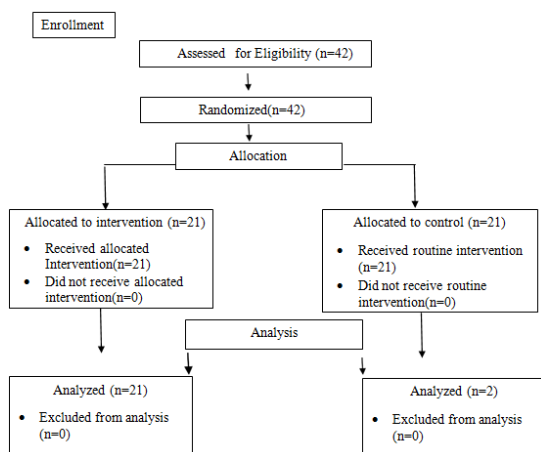 Enrollment
Assessed for Eligibility (n=42)
Randomized(n=42)
Allocation
Allocated to intervention (n=21)
• Received allocated
Intervention(n=21)
• Did not receive allocated
intervention(n=0)
Allocated to control (n=21)
• Received routine intervention
(n=21)
• Did not receive routine
intervention(n=0)
Analysis
Analyzed (n=21)
• Excluded from analysis
(n=0)
Analyzed (n=2)
• Excluded from analysis
(n=0)